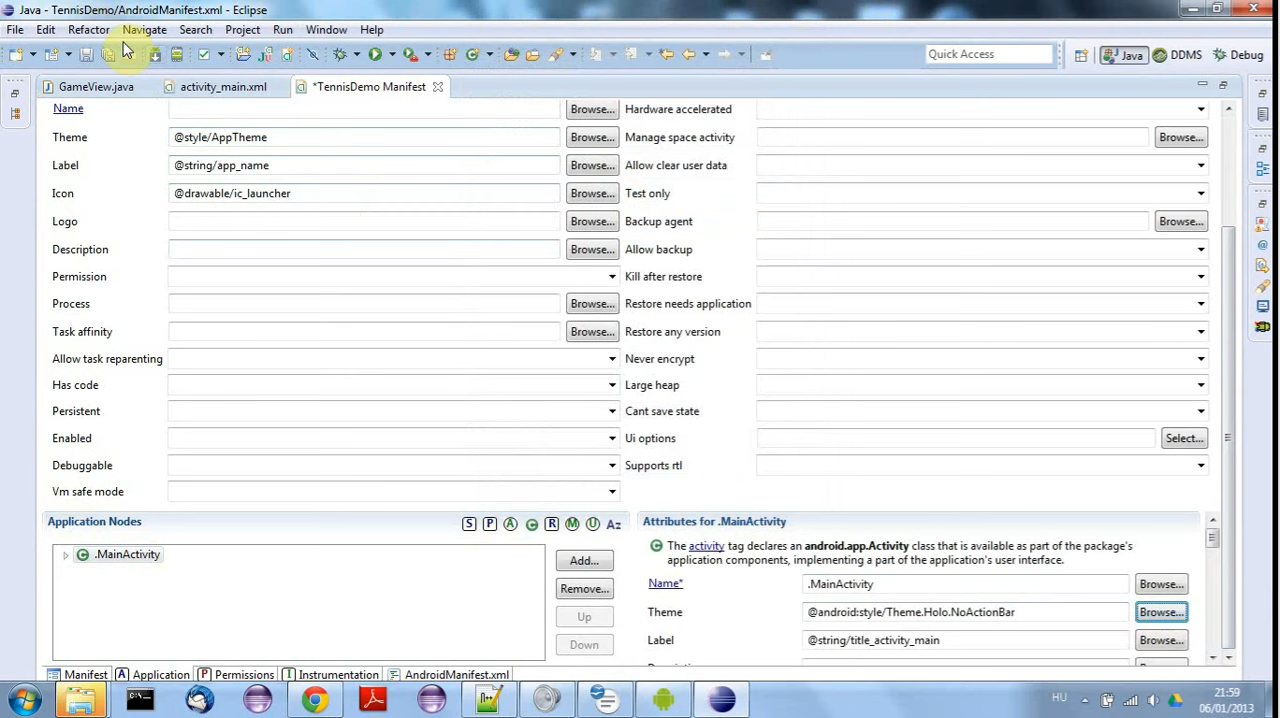 Java - TennisDemo/AndroidManifest.xml - Eclipse
File Edit Refactor Navigate Search Project Run Window Help
Quick Access Java DDMS Debug
GameView.java activity_main.xml *TennisDemo Manifest
Name Browse... Hardware accelerated
Theme @style/AppTheme Browse... Manage space activity Browse...
Label @string/app_name Browse... Allow clear user data
Icon @drawable/ic_launcher Browse... Test only
Logo Browse... Backup agent Browse...
Description Browse... Allow backup
Permission Kill after restore
Process Browse... Restore needs application
Task affinity Browse... Restore any version
Allow task reparenting Never encrypt
Has code Large heap
Persistent Cant save state
Enabled Ui options Select...
Debuggable Supports rtl
Vm safe mode
Application Nodes S P A C R M U Az Attributes for .MainActivity
C .MainActivity Add... C The activity tag declares an android.app.Activity class that is available as part of the package's
application components, implementing a part of the application's user interface.
Remove... Name* .MainActivity Browse...
Up Theme @android:style/Theme.Holo.NoActionBar Browse...
Down Label @string/title_activity_main Browse...
Manifest A Application P Permissions I Instrumentation AndroidManifest.xml
HU 21:59
06/01/2013